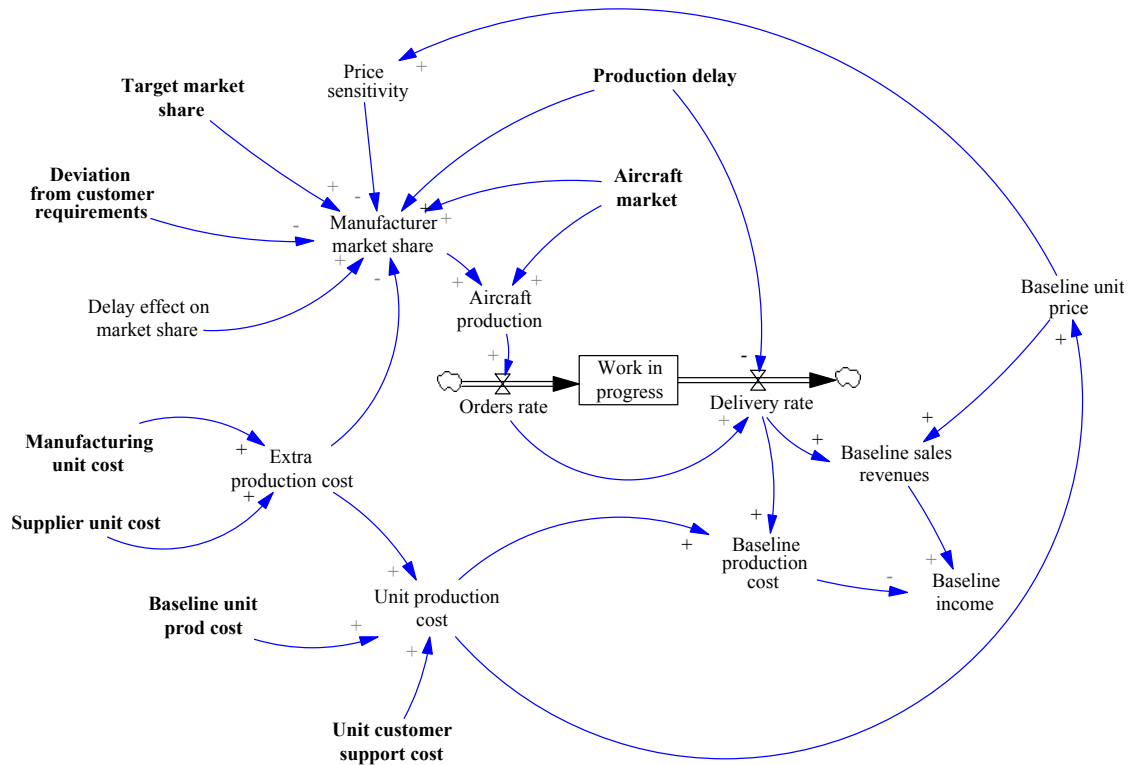 Price
sensitivity
Production delay
Target market
share
Deviation
from customer
requirements
Aircraft
market
Manufacturer
market share
Delay effect on
market share
Aircraft
production
Baseline unit
price
Work in
progress
Orders rate
Delivery rate
Manufacturing
unit cost
Extra
production cost
Baseline sales
revenues
Supplier unit cost
Baseline
production
cost
Baseline
income
Unit production
cost
Baseline unit
prod cost
Unit customer
support cost